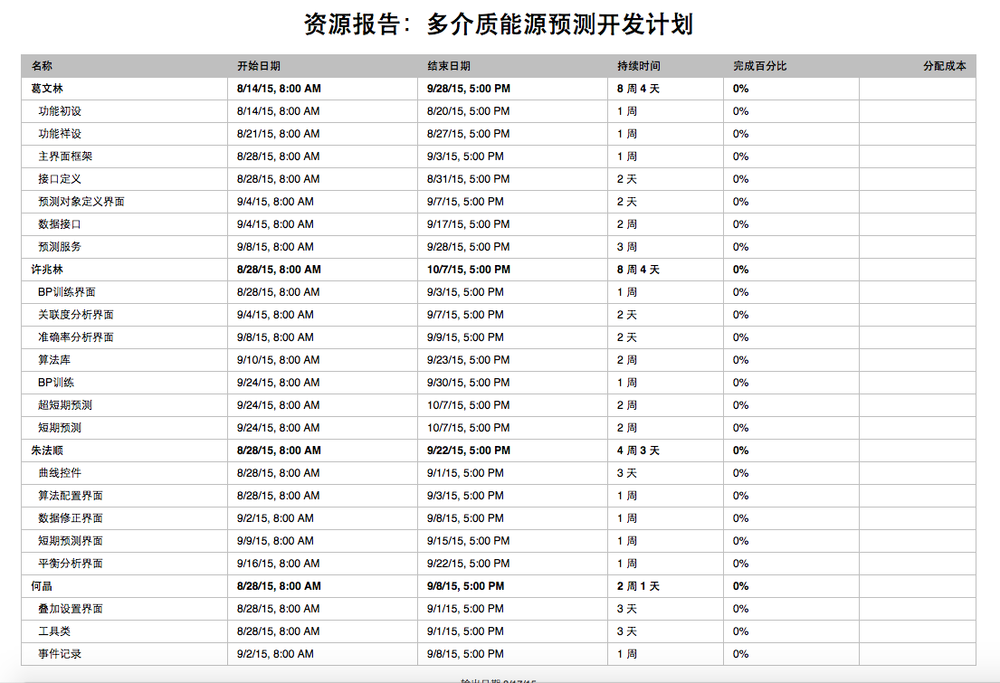 资源报告：多介质能源预测开发计划
名称 开始日期 结束日期 持续时间 完成百分比 分配成本
葛文林 8/14/15, 8:00 AM 9/28/15, 5:00 PM 8 周 4 天 0%
功能初设 8/14/15, 8:00 AM 8/20/15, 5:00 PM 1 周 0%
功能祥设 8/21/15, 8:00 AM 8/27/15, 5:00 PM 1 周 0%
主界面框架 8/28/15, 8:00 AM 9/3/15, 5:00 PM 1 周 0%
接口定义 8/28/15, 8:00 AM 8/31/15, 5:00 PM 2 天 0%
预测对象定义界面 9/4/15, 8:00 AM 9/7/15, 5:00 PM 2 天 0%
数据接口 9/4/15, 8:00 AM 9/17/15, 5:00 PM 2 周 0%
预测服务 9/8/15, 8:00 AM 9/28/15, 5:00 PM 3 周 0%
许兆林 8/28/15, 8:00 AM 10/7/15, 5:00 PM 8 周 4 天 0%
BP训练界面 8/28/15, 8:00 AM 9/3/15, 5:00 PM 1 周 0%
关联度分析界面 9/4/15, 8:00 AM 9/7/15, 5:00 PM 2 天 0%
准确率分析界面 9/8/15, 8:00 AM 9/9/15, 5:00 PM 2 天 0%
算法库 9/10/15, 8:00 AM 9/23/15, 5:00 PM 2 周 0%
BP训练 9/24/15, 8:00 AM 9/30/15, 5:00 PM 1 周 0%
超短期预测 9/24/15, 8:00 AM 10/7/15, 5:00 PM 2 周 0%
短期预测 9/24/15, 8:00 AM 10/7/15, 5:00 PM 2 周 0%
朱法顺 8/28/15, 8:00 AM 9/22/15, 5:00 PM 4 周 3 天 0%
曲线控件 8/28/15, 8:00 AM 9/1/15, 5:00 PM 3 天 0%
算法配置界面 8/28/15, 8:00 AM 9/3/15, 5:00 PM 1 周 0%
数据修正界面 9/2/15, 8:00 AM 9/8/15, 5:00 PM 1 周 0%
短期预测界面 9/9/15, 8:00 AM 9/15/15, 5:00 PM 1 周 0%
平衡分析界面 9/16/15, 8:00 AM 9/22/15, 5:00 PM 1 周 0%
何晶 8/28/15, 8:00 AM 9/8/15, 5:00 PM 2 周 1 天 0%
叠加设置界面 8/28/15, 8:00 AM 9/1/15, 5:00 PM 3 天 0%
工具类 8/28/15, 8:00 AM 9/1/15, 5:00 PM 3 天 0%
事件记录 9/2/15, 8:00 AM 9/8/15, 5:00 PM 1 周 0%